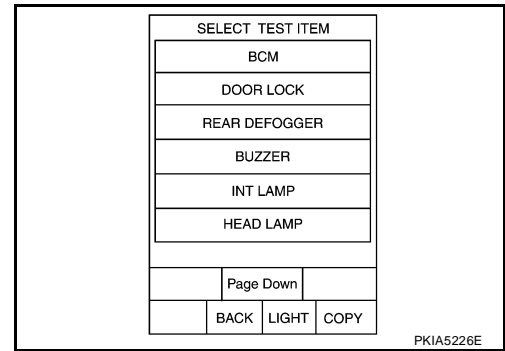 SELECT TEST ITEM
BCM
DOOR LOCK
REAR DEFOGGER
BUZZER
INT LAMP
HEAD LAMP
Page Down
BACK LIGHT COPY
PKIA5226E